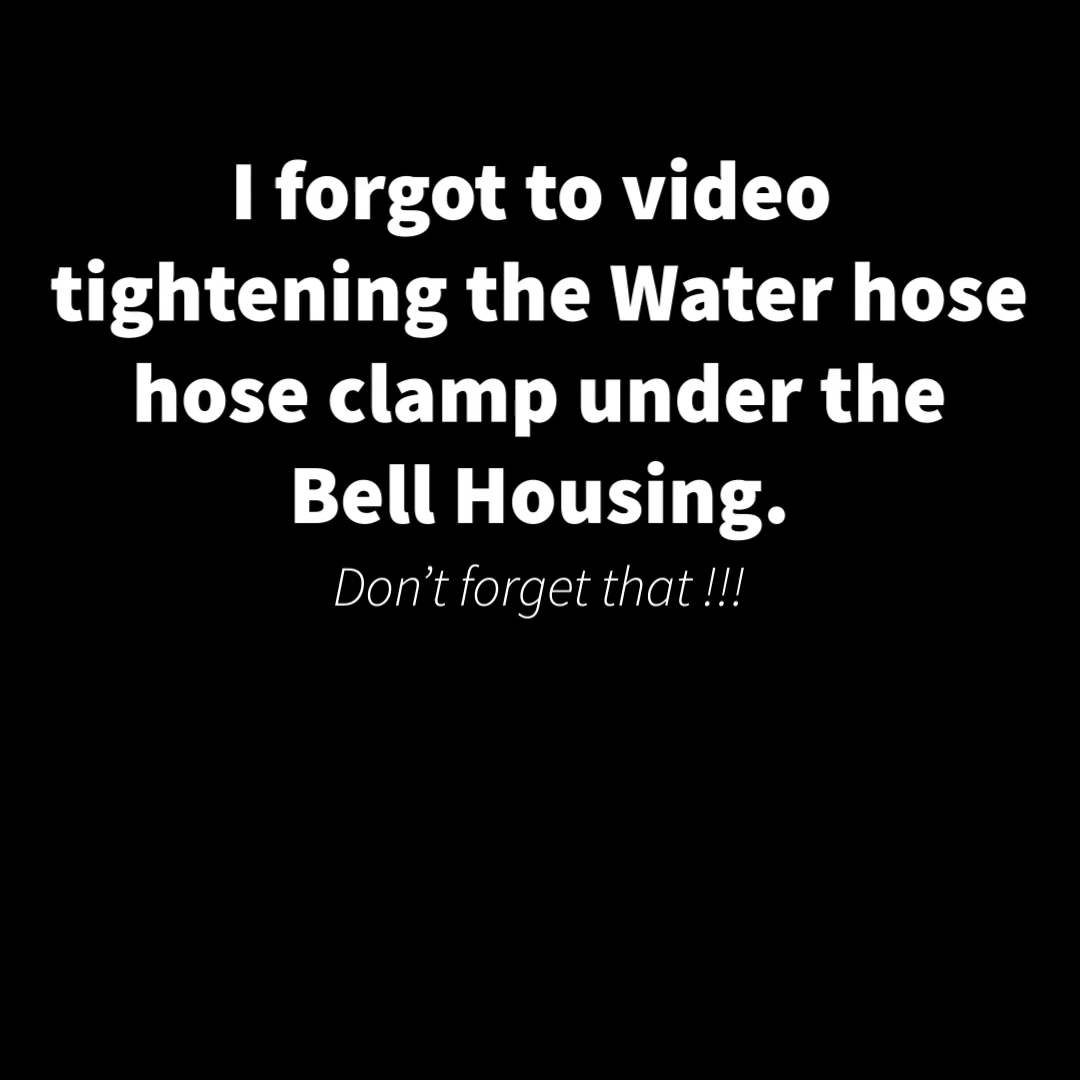 I forgot to video
tightening the Water hose
hose clamp under the
Bell Housing.
Don’t forget that !!!